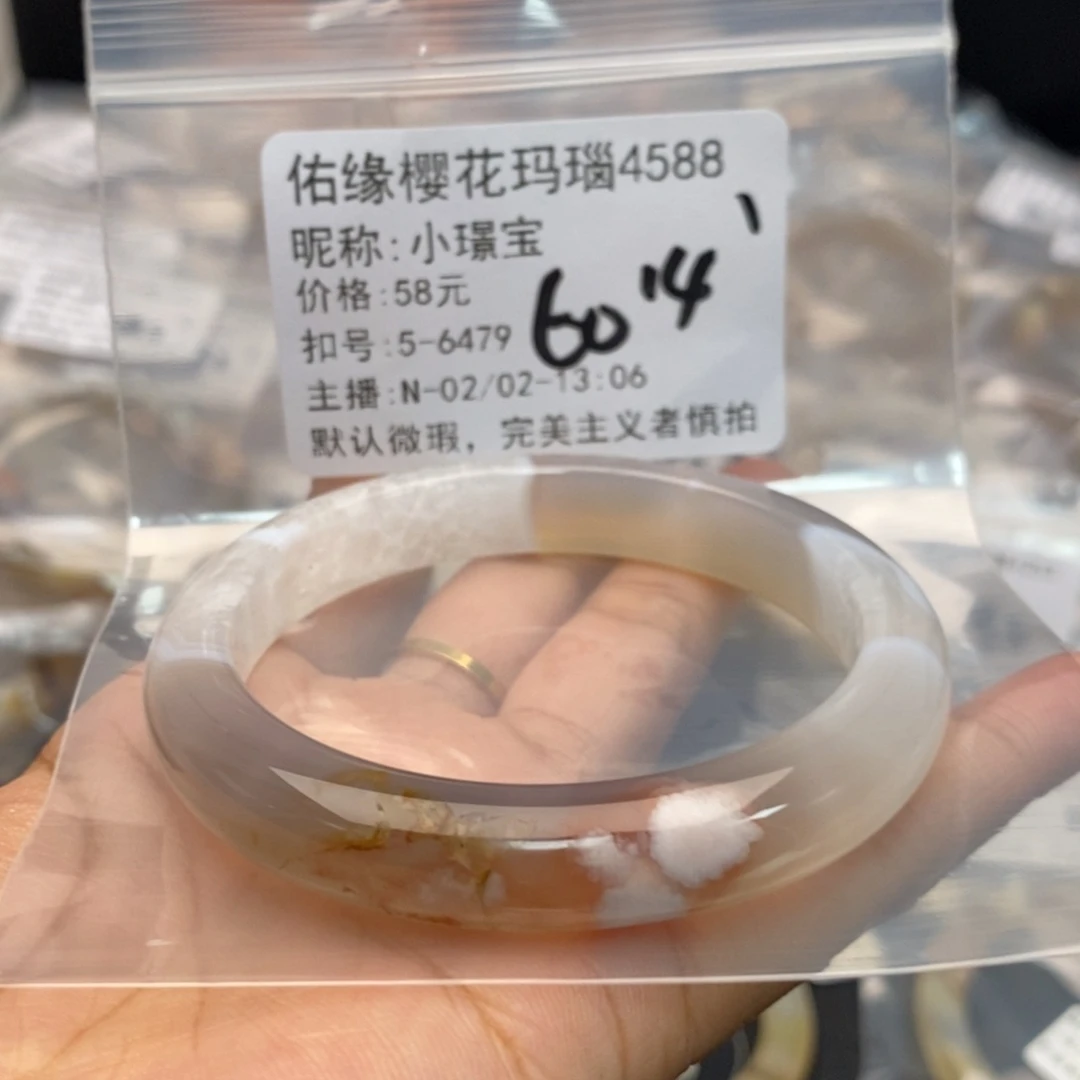 佑缘樱花玛瑙4588
昵称:小璟宝
价格:58元
60 14
扣号:5-6479
主播:N-02/02-13:06
默认微瑕，完美主义者慎拍